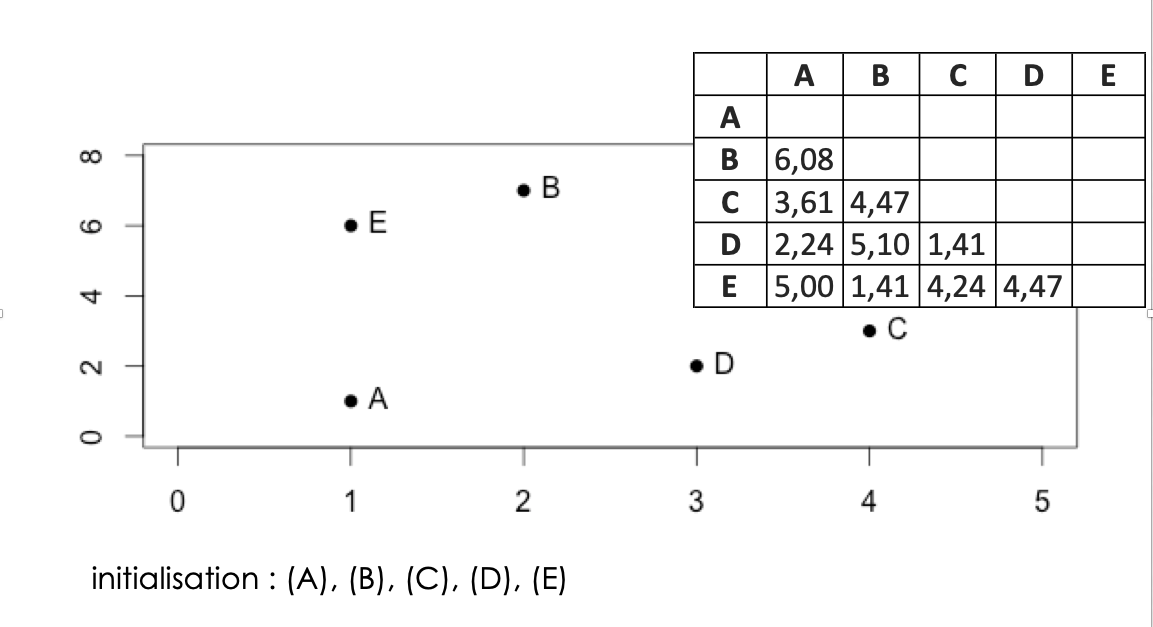 A B C D E
A
B 6,08
C 3,61 4,47
D 2,24 5,10 1,41
E 5,00 1,41 4,24 4,47
8
B
E
6
4
C
D
2
A
0
0 1 2 3 4 5
initialisation : (A), (B), (C), (D), (E)